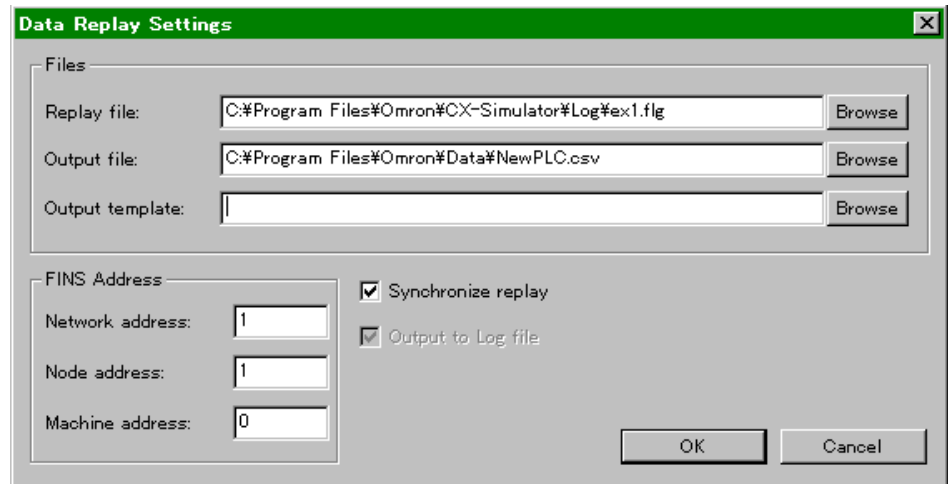 Data Replay Settings
Files
Replay file: C:¥Program Files¥Omron¥CX-Simulator¥Log¥ex1.flg Browse
Output file: C:¥Program Files¥Omron¥Data¥NewPLC.csv Browse
Output template: Browse
FINS Address
Synchronize replay
Network address: 1
Output to Log file
Node address: 1
Machine address: 0
OK Cancel